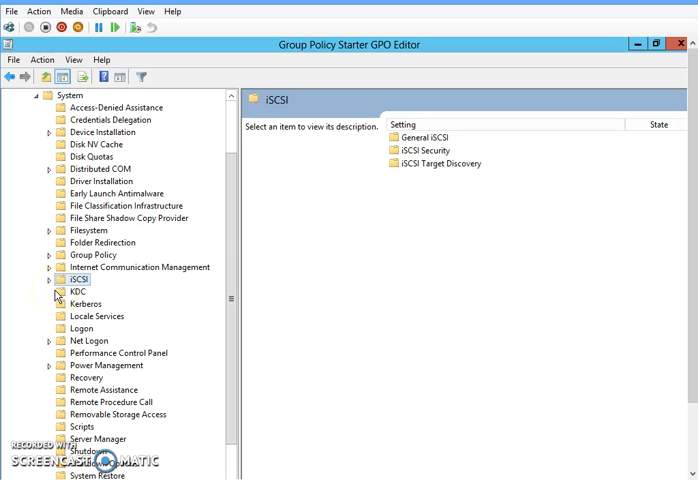 File Action Media Clipboard View Help
Group Policy Starter GPO Editor
File Action View Help
System
Access-Denied Assistance
Credentials Delegation
Device Installation
Disk NV Cache
Disk Quotas
Distributed COM
Driver Installation
Early Launch Antimalware
File Classification Infrastructure
File Share Shadow Copy Provider
Filesystem
Folder Redirection
Group Policy
Internet Communication Management
iSCSI
KDC
Kerberos
Locale Services
Logon
Net Logon
Performance Control Panel
Power Management
Recovery
Remote Assistance
Remote Procedure Call
Removable Storage Access
Scripts
Server Manager
Shutdown
System Restore
iSCSI
Select an item to view its description.
Setting State
General iSCSI
iSCSI Security
iSCSI Target Discovery
RECORDED WITH
SCREENCAST MATIC